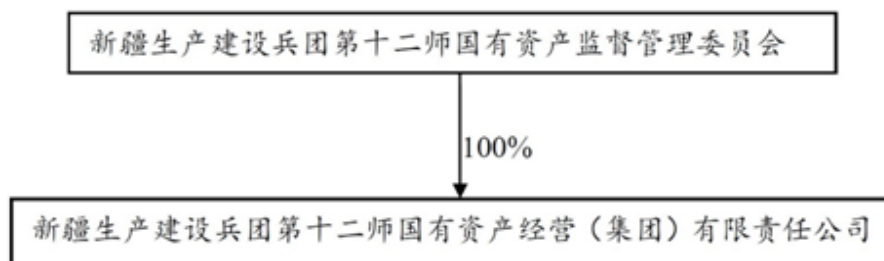 新疆生产建设兵团第十二师国有资产监督管理委员会
100%
新疆生产建设兵团第十二师国有资产经营（集团）有限责任公司